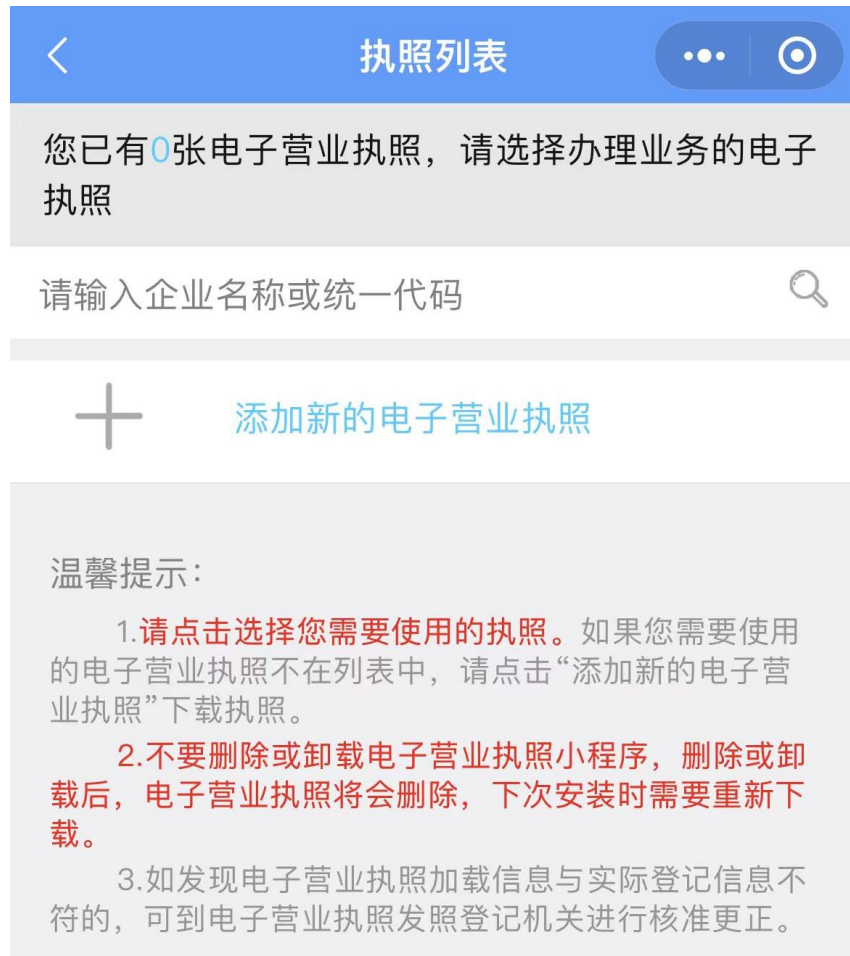 执照列表
您已有0张电子营业执照，请选择办理业务的电子
执照
请输入企业名称或统一代码
添加新的电子营业执照
温馨提示：
1.请点击选择您需要使用的执照。如果您需要使用
的电子营业执照不在列表中，请点击“添加新的电子营
业执照”下载执照。
2.不要删除或卸载电子营业执照小程序，删除或卸
载后，电子营业执照将会删除，下次安装时需要重新下
载。
3.如发现电子营业执照加载信息与实际登记信息不
符的，可到电子营业执照发照登记机关进行核准更正。